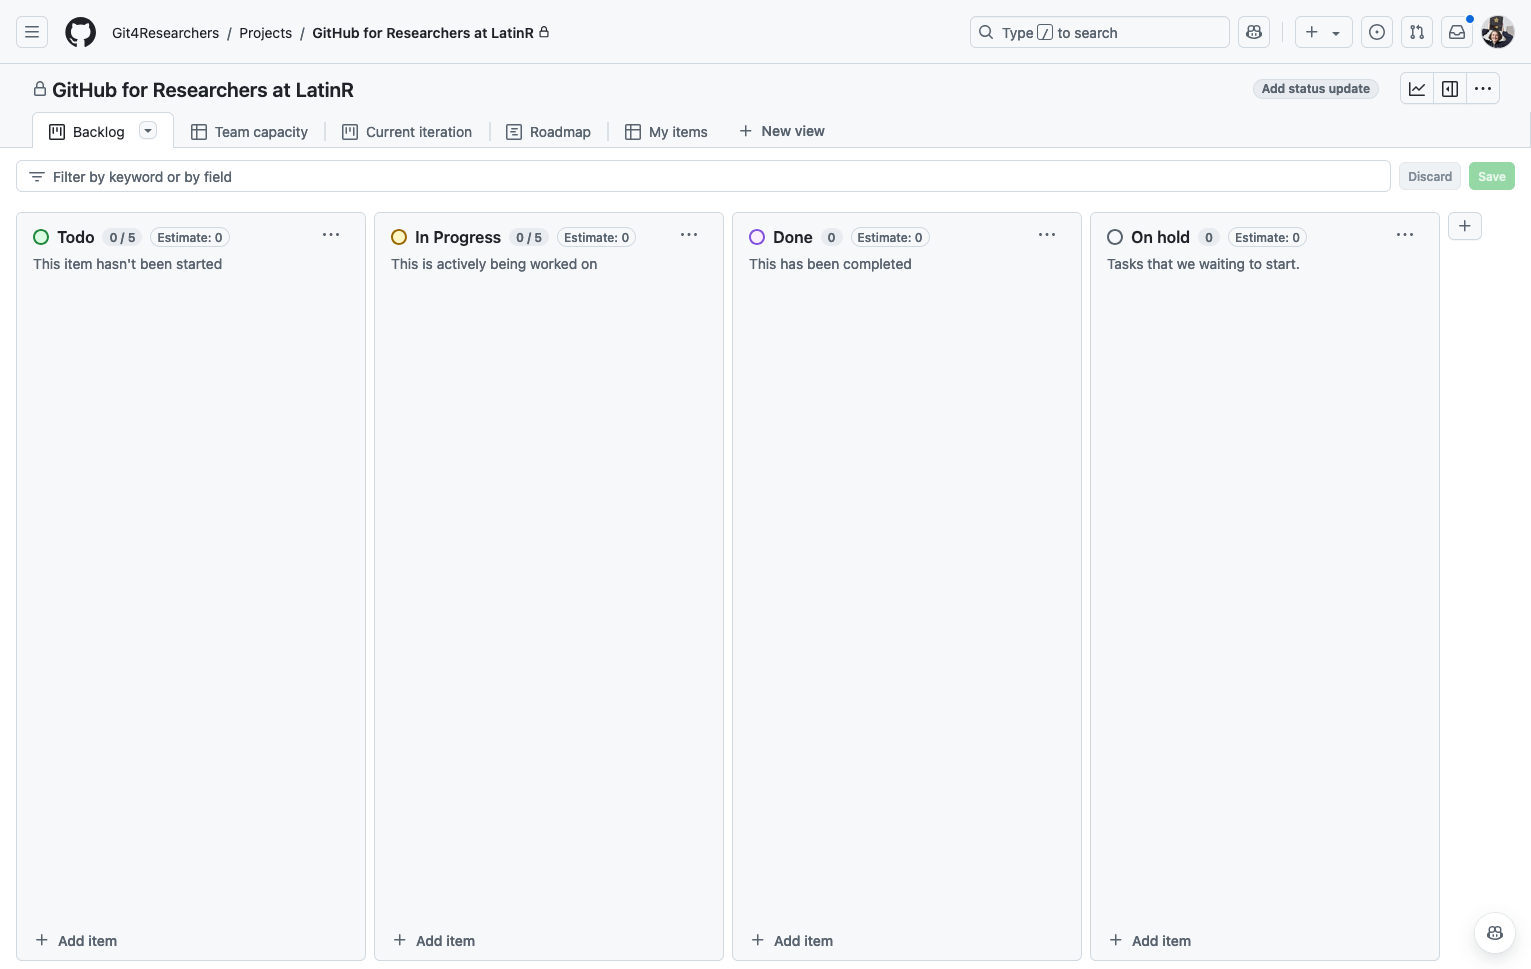 Git4Researchers / Projects / GitHub for Researchers at LatinR
Type / to search
GitHub for Researchers at LatinR
Add status update
Backlog
Team capacity
Current iteration
Roadmap
My items
New view
Filter by keyword or by field
Discard
Save
Todo 0 / 5 Estimate: 0
This item hasn't been started
Add item
In Progress 0 / 5 Estimate: 0
This is actively being worked on
Add item
Done 0 Estimate: 0
This has been completed
Add item
On hold 0 Estimate: 0
Tasks that we waiting to start.
Add item